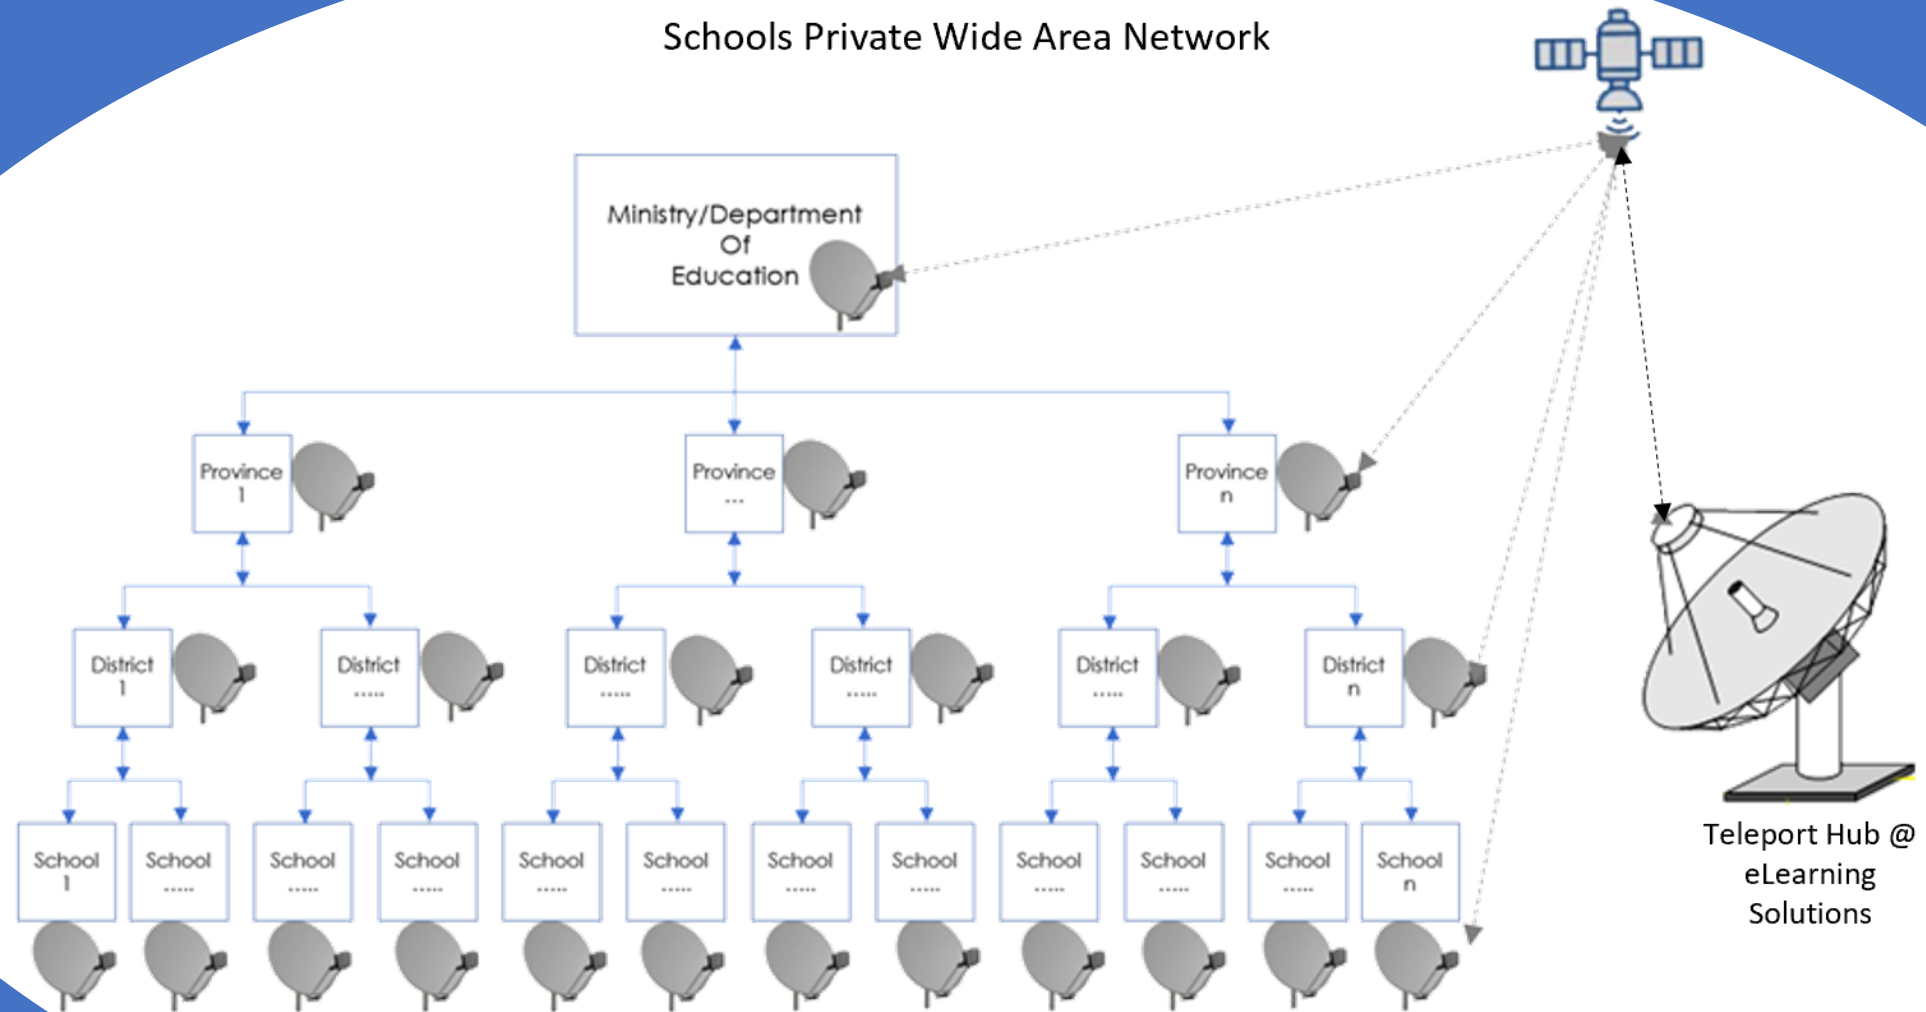 Schools Private Wide Area Network
Ministry/Department
Of
Education
Province
1
Province
...
Province
n
District
1
District
.....
District
.....
District
.....
District
.....
District
n
School
1
School
.....
School
.....
School
.....
School
.....
School
.....
School
.....
School
.....
School
.....
School
.....
School
.....
School
n
Teleport Hub @
eLearning
Solutions